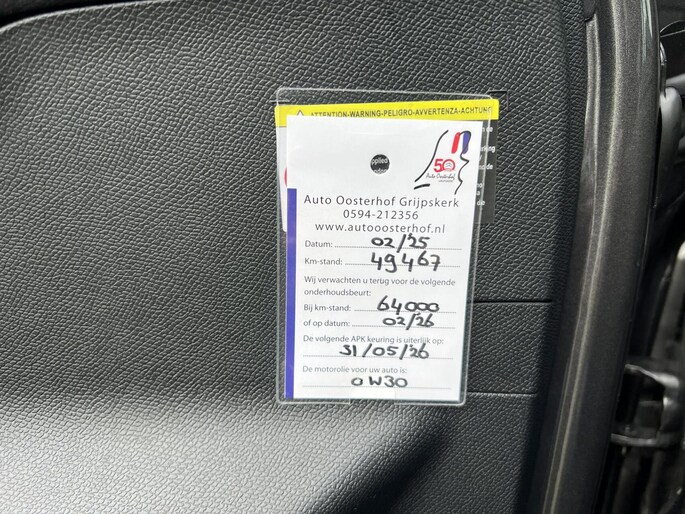 ATTENTION-WARNING-PELIGRO-AVVERTENZA-ACHTUNG
50
Auto Oosterhof
Auto Oosterhof Grijpskerk
0594-212356
www.autooosterhof.nl
Datum: 02/'25
Km-stand: 49467
Wij verwachten u terug voor de volgende
onderhoudsbeurt:
Bij km-stand: 64000
of op datum: 02/26
De volgende APK keuring is uiterlijk op:
31/05/'26
De motorolie voor uw auto is:
0W30